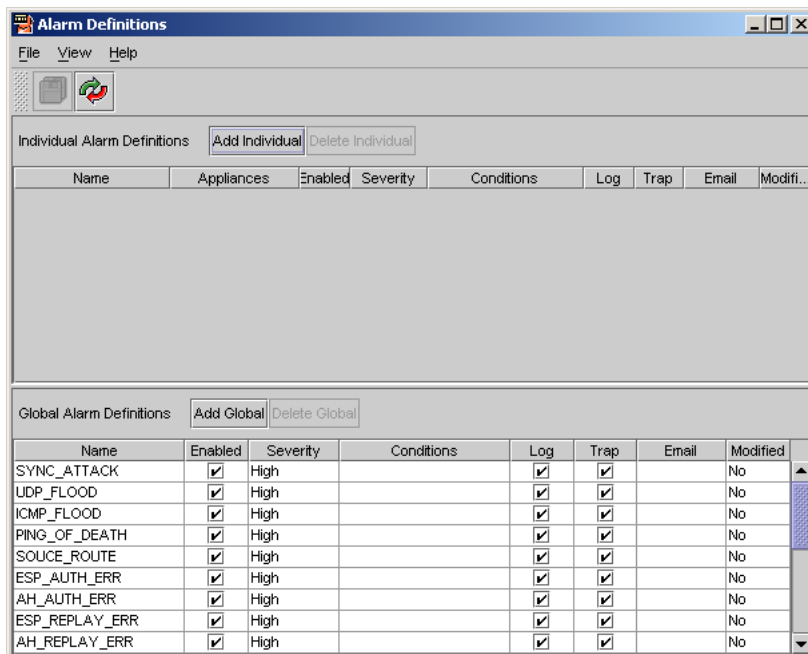 Alarm Definitions
File View Help
Individual Alarm Definitions Add Individual Delete Individual
Name Appliances Enabled Severity Conditions Log Trap Email Modifi...
Global Alarm Definitions Add Global Delete Global
Name Enabled Severity Conditions Log Trap Email Modified
SYNC_ATTACK High No
UDP_FLOOD High No
ICMP_FLOOD High No
PING_OF_DEATH High No
SOUCE_ROUTE High No
ESP_AUTH_ERR High No
AH_AUTH_ERR High No
ESP_REPLAY_ERR High No
AH_REPLAY_ERR High No